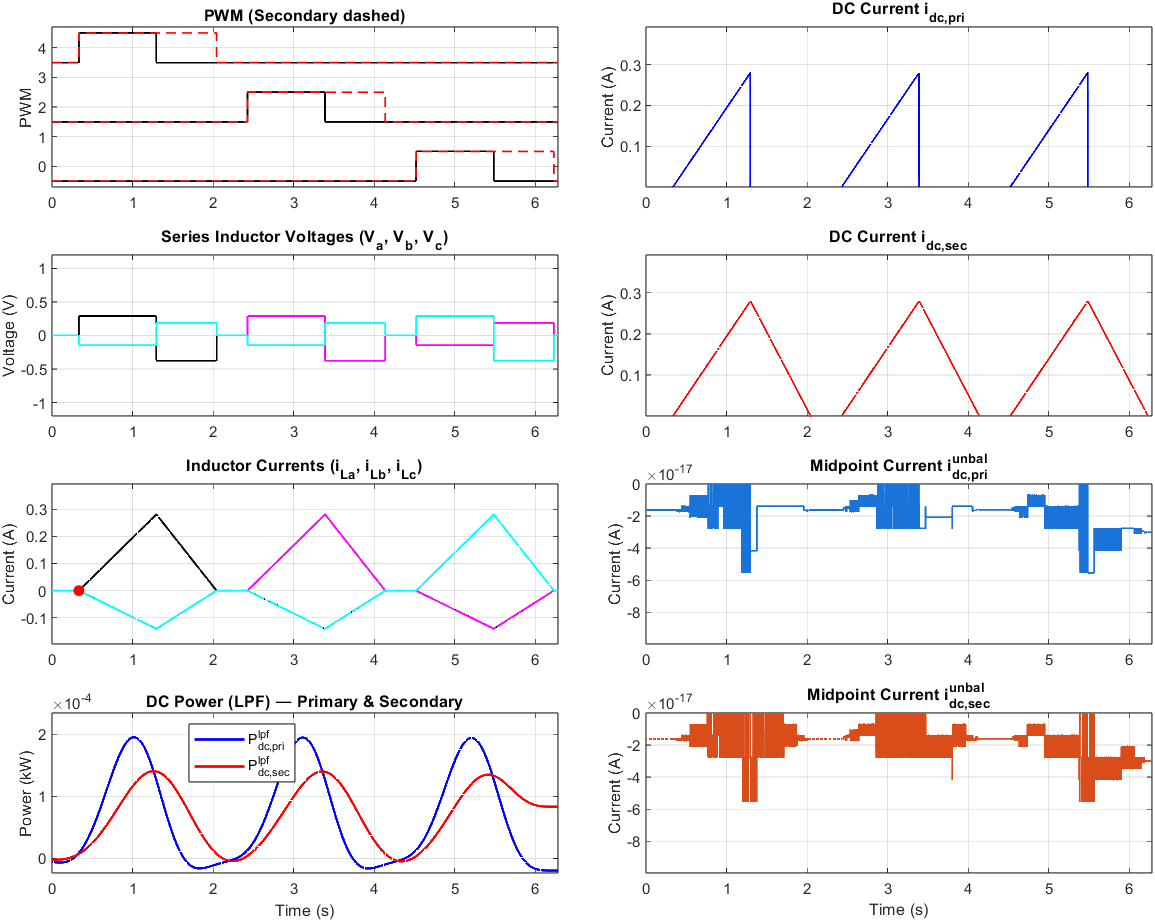 PWM (Secondary dashed)
PWM
4
3
2
1
0
0 1 2 3 4 5 6
DC Current i_dc,pri
Current (A)
0.3
0.2
0.1
0 1 2 3 4 5 6
Series Inductor Voltages (V_a, V_b, V_c)
Voltage (V)
1
0.5
0
-0.5
-1
0 1 2 3 4 5 6
DC Current i_dc,sec
Current (A)
0.3
0.2
0.1
0 1 2 3 4 5 6
Inductor Currents (i_La, i_Lb, i_Lc)
Current (A)
0.3
0.2
0.1
0
-0.1
0 1 2 3 4 5 6
Midpoint Current i_dc,pri^unbal
×10^-17
Current (A)
0
-2
-4
-6
-8
0 1 2 3 4 5 6
DC Power (LPF) — Primary & Secondary
×10^-4
Power (kW)
2
1
0
P_dc,pri^lpf
P_dc,sec^lpf
0 1 2 3 4 5 6
Time (s)
Midpoint Current i_dc,sec^unbal
×10^-17
Current (A)
0
-2
-4
-6
-8
0 1 2 3 4 5 6
Time (s)